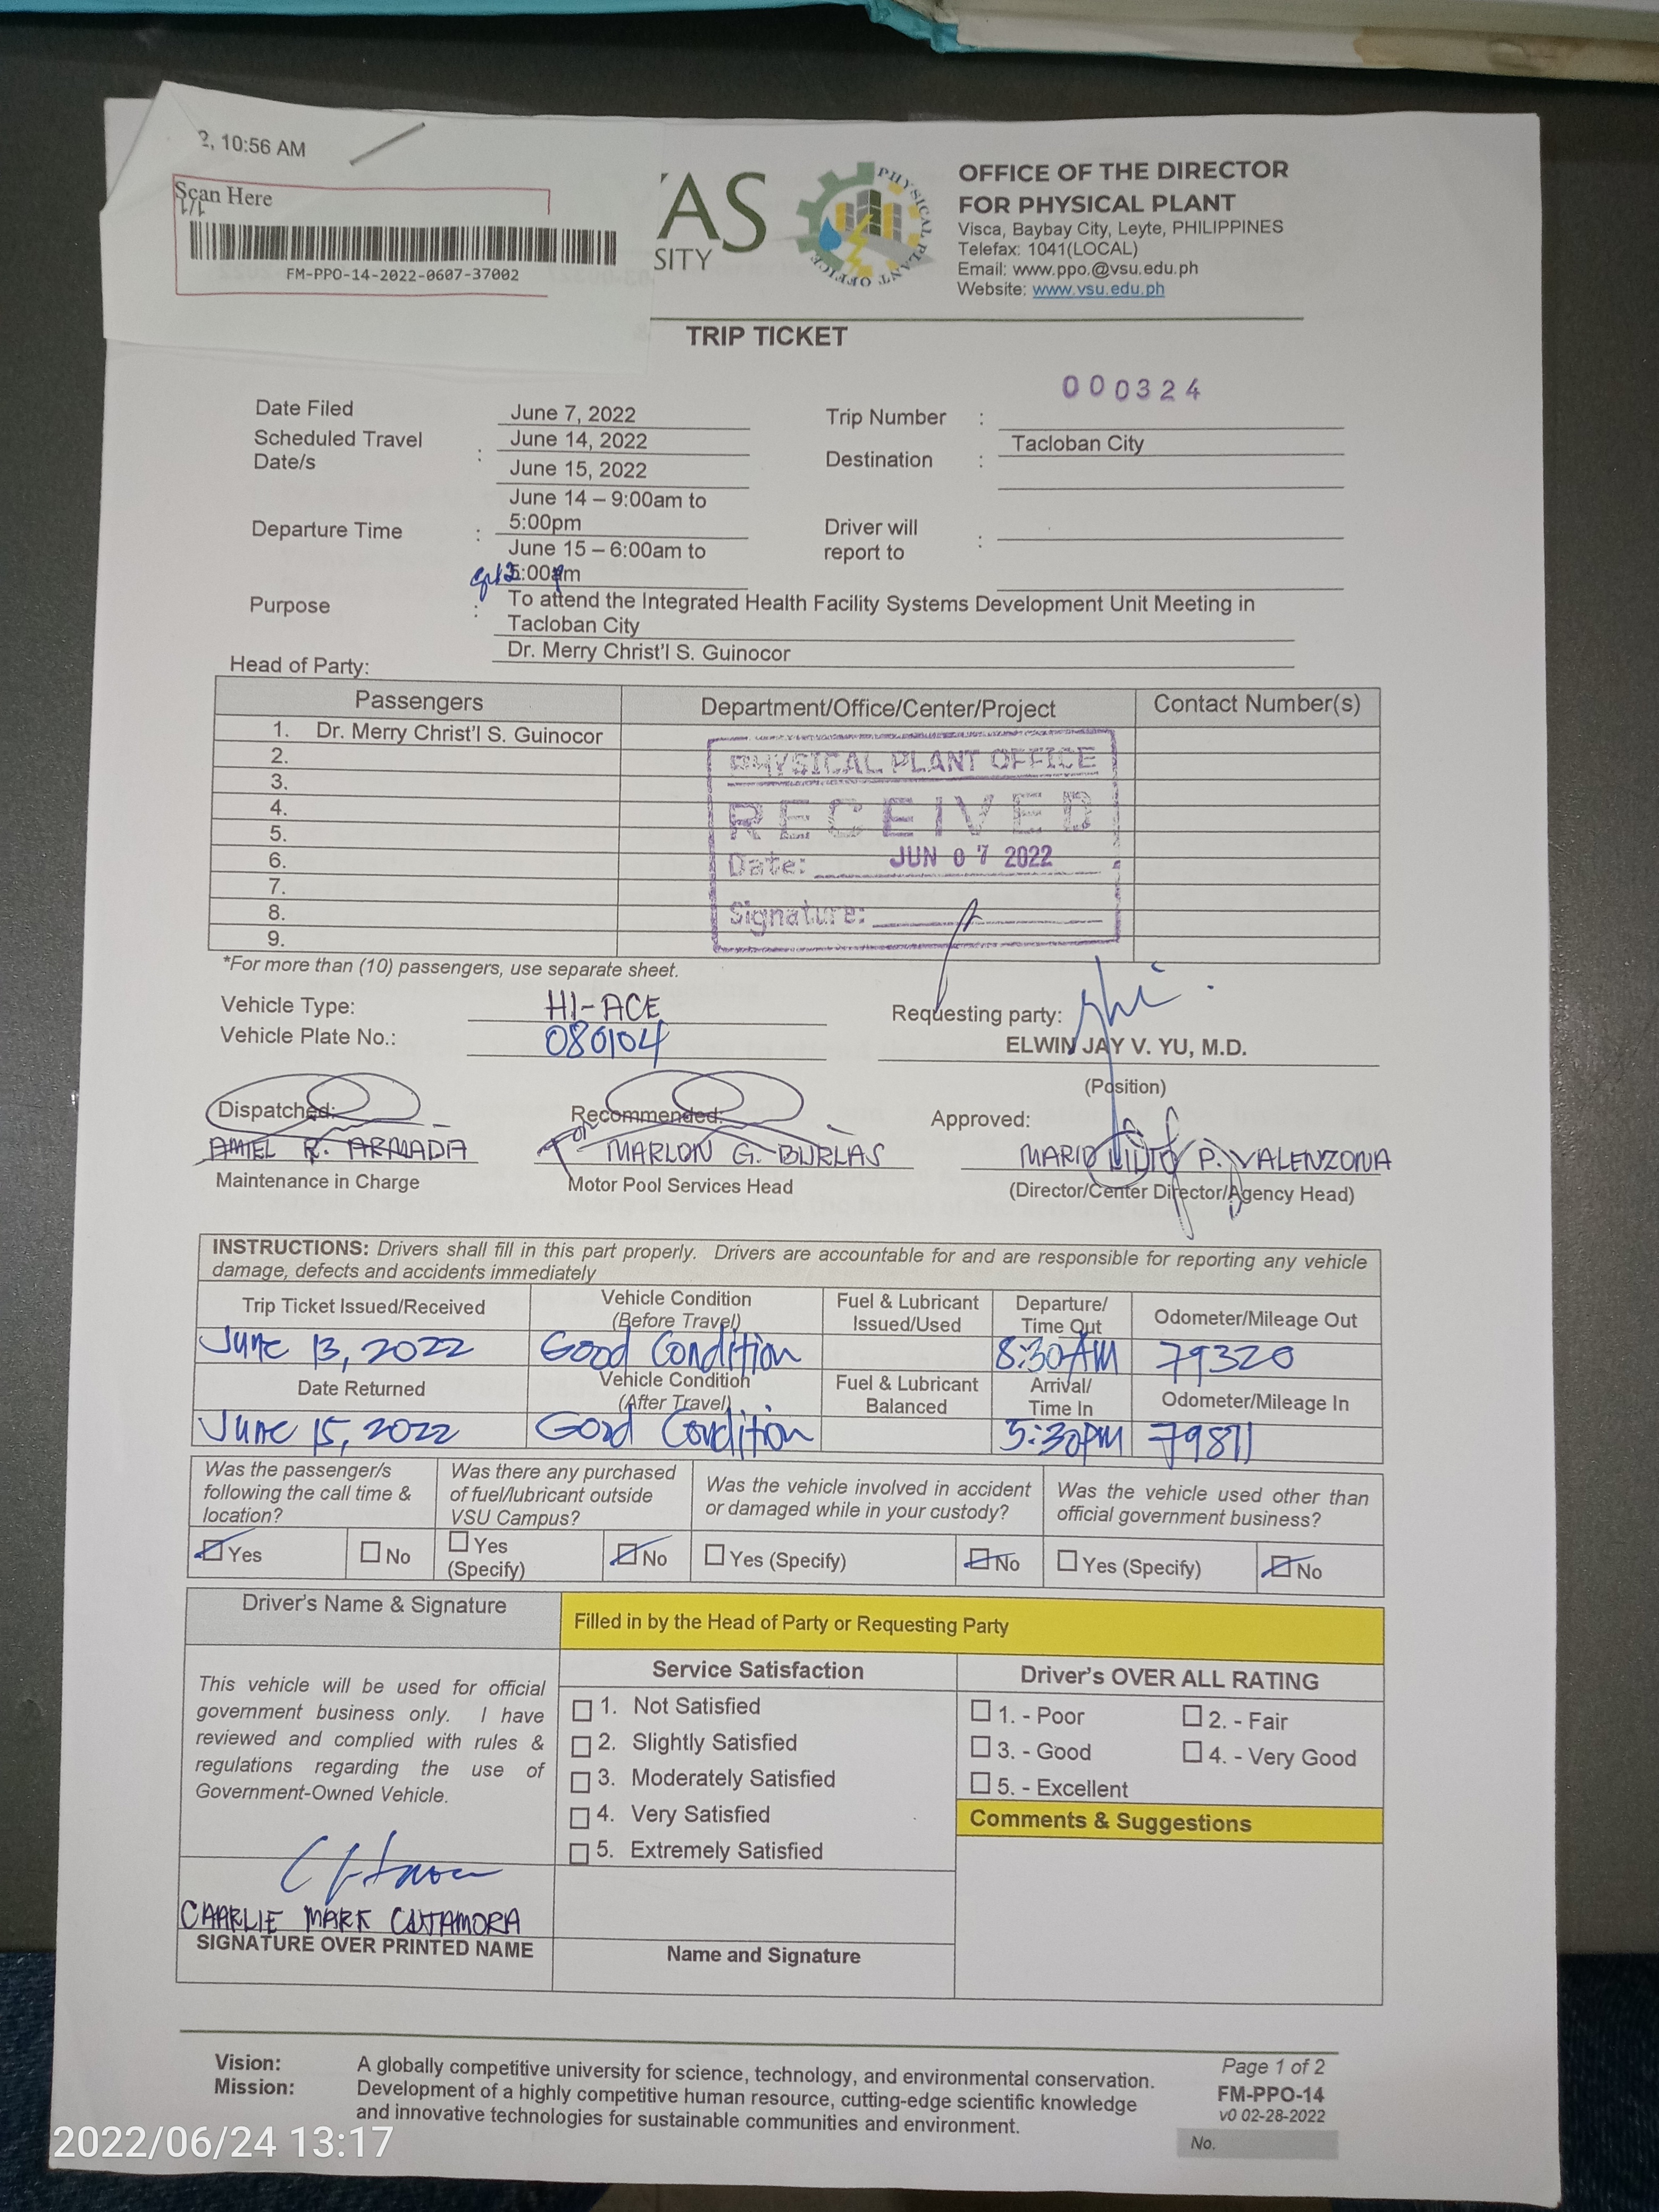 2, 10:56 AM
Scan Here
1/1
FM-PPO-14-2022-0607-37002
AS
SITY
PHYSICAL PLANT OFFICE
OFFICE OF THE DIRECTOR
FOR PHYSICAL PLANT
Visca, Baybay City, Leyte, PHILIPPINES
Telefax: 1041(LOCAL)
Email: www.ppo.@vsu.edu.ph
Website: www.vsu.edu.ph
TRIP TICKET
000324
Date Filed June 7, 2022 Trip Number :
Scheduled Travel Date/s : June 14, 2022 Destination : Tacloban City
June 15, 2022
Departure Time : June 14 – 9:00am to
5:00pm Driver will report to :
June 15 – 6:00am to
5:00pm
Purpose : To attend the Integrated Health Facility Systems Development Unit Meeting in
Tacloban City
Head of Party: Dr. Merry Christ'l S. Guinocor
Passengers Department/Office/Center/Project Contact Number(s)
1. Dr. Merry Christ'l S. Guinocor
2.
3.
4.
5.
6.
7.
8.
9.
PHYSICAL PLANT OFFICE
RECEIVED
Date: JUN 07 2022
Signature:
*For more than (10) passengers, use separate sheet.
Vehicle Type: HI-ACE Requesting party:
Vehicle Plate No.: 080104 ELWIN JAY V. YU, M.D.
(Position)
Dispatched: Recommended: Approved:
AMIEL R. ARMADA for MARLON G. BURLAS MARIO LILIO P. VALENZONA
Maintenance in Charge Motor Pool Services Head (Director/Center Director/Agency Head)
INSTRUCTIONS: Drivers shall fill in this part properly. Drivers are accountable for and are responsible for reporting any vehicle
damage, defects and accidents immediately
Trip Ticket Issued/Received Vehicle Condition (Before Travel) Fuel & Lubricant Issued/Used Departure/ Time Out Odometer/Mileage Out
June 13, 2022 Good Condition 8:30AM 79320
Date Returned Vehicle Condition (After Travel) Fuel & Lubricant Balanced Arrival/ Time In Odometer/Mileage In
June 15, 2022 Good Condition 5:30PM 79871
Was the passenger/s following the call time & location? Was there any purchased of fuel/lubricant outside VSU Campus? Was the vehicle involved in accident or damaged while in your custody? Was the vehicle used other than official government business?
Yes No Yes (Specify) No Yes (Specify) No Yes (Specify) No
Driver's Name & Signature Filled in by the Head of Party or Requesting Party
This vehicle will be used for official
government business only. I have
reviewed and complied with rules &
regulations regarding the use of
Government-Owned Vehicle.
CHARLIE MARK CUTAMORA
SIGNATURE OVER PRINTED NAME
Service Satisfaction
1. Not Satisfied
2. Slightly Satisfied
3. Moderately Satisfied
4. Very Satisfied
5. Extremely Satisfied
Name and Signature
Driver's OVER ALL RATING
1. - Poor 2. - Fair
3. - Good 4. - Very Good
5. - Excellent
Comments & Suggestions
Vision: A globally competitive university for science, technology, and environmental conservation.
Mission: Development of a highly competitive human resource, cutting-edge scientific knowledge
and innovative technologies for sustainable communities and environment.
Page 1 of 2
FM-PPO-14
v0 02-28-2022
No.
2022/06/24 13:17